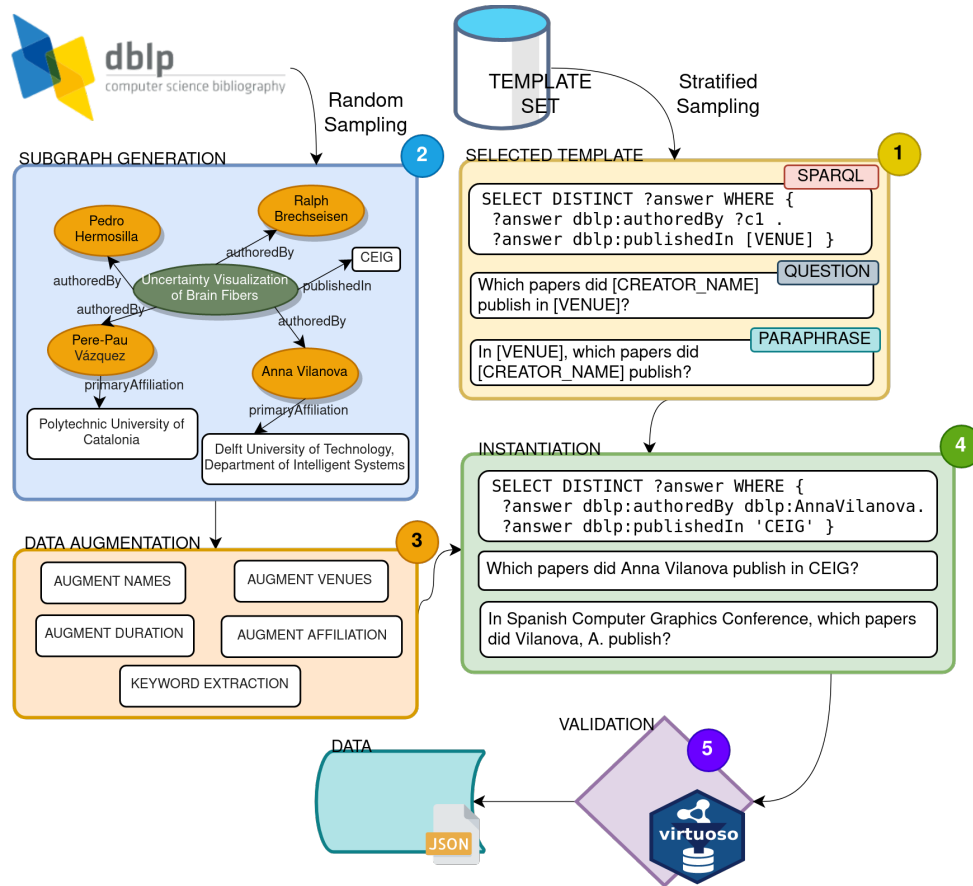 dblp
computer science bibliography
Random
Sampling
TEMPLATE
SET
Stratified
Sampling
SUBGRAPH GENERATION
2
Pedro
Hermosilla
Ralph
Brechseisen
CEIG
authoredBy
authoredBy
publishedIn
Uncertainty Visualization
of Brain Fibers
authoredBy
authoredBy
Pere-Pau
Vázquez
Anna Vilanova
primaryAffiliation
primaryAffiliation
Polytechnic University of
Catalonia
Delft University of Technology,
Department of Intelligent Systems
SELECTED TEMPLATE
1
SPARQL
SELECT DISTINCT ?answer WHERE {
?answer dblp:authoredBy ?c1 .
?answer dblp:publishedIn [VENUE] }
QUESTION
Which papers did [CREATOR_NAME]
publish in [VENUE]?
PARAPHRASE
In [VENUE], which papers did
[CREATOR_NAME] publish?
DATA AUGMENTATION
3
AUGMENT NAMES
AUGMENT VENUES
AUGMENT DURATION
AUGMENT AFFILIATION
KEYWORD EXTRACTION
INSTANTIATION
4
SELECT DISTINCT ?answer WHERE {
?answer dblp:authoredBy dblp:AnnaVilanova.
?answer dblp:publishedIn 'CEIG' }
Which papers did Anna Vilanova publish in CEIG?
In Spanish Computer Graphics Conference, which papers
did Vilanova, A. publish?
VALIDATION
5
virtuoso
DATA
JSON